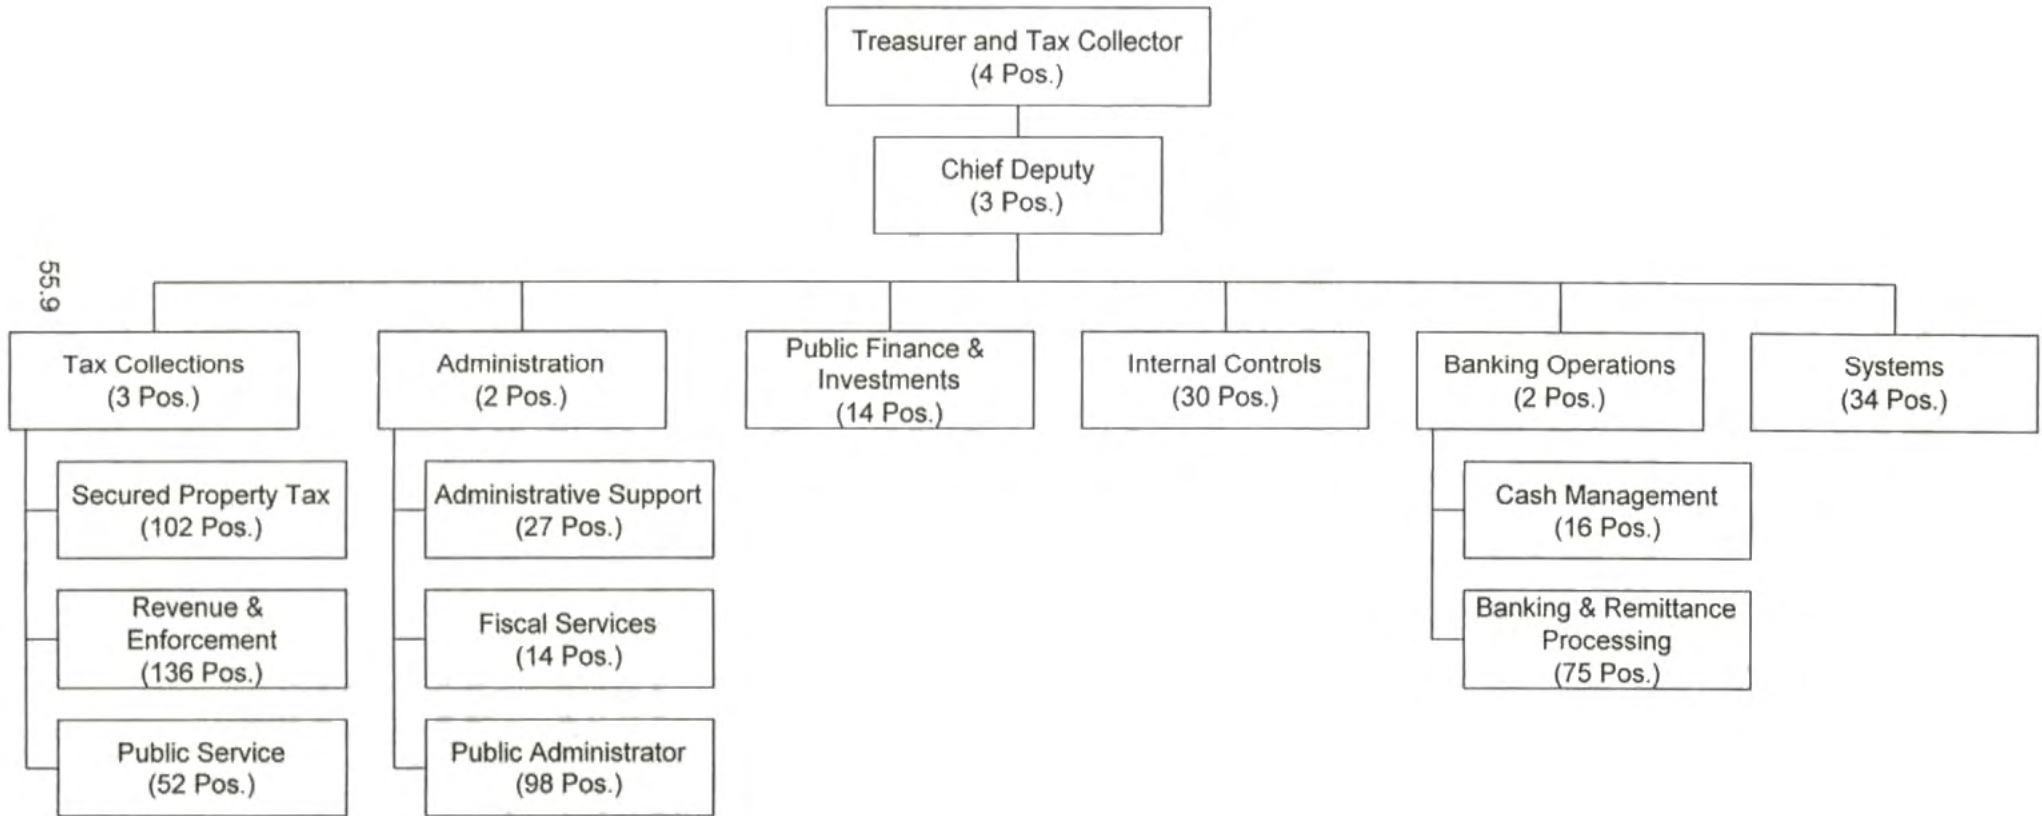 Treasurer and Tax Collector
(4 Pos.)
Chief Deputy
(3 Pos.)
55.9
Tax Collections
(3 Pos.)
Administration
(2 Pos.)
Public Finance &
Investments
(14 Pos.)
Internal Controls
(30 Pos.)
Banking Operations
(2 Pos.)
Systems
(34 Pos.)
Secured Property Tax
(102 Pos.)
Revenue &
Enforcement
(136 Pos.)
Public Service
(52 Pos.)
Administrative Support
(27 Pos.)
Fiscal Services
(14 Pos.)
Public Administrator
(98 Pos.)
Cash Management
(16 Pos.)
Banking & Remittance
Processing
(75 Pos.)